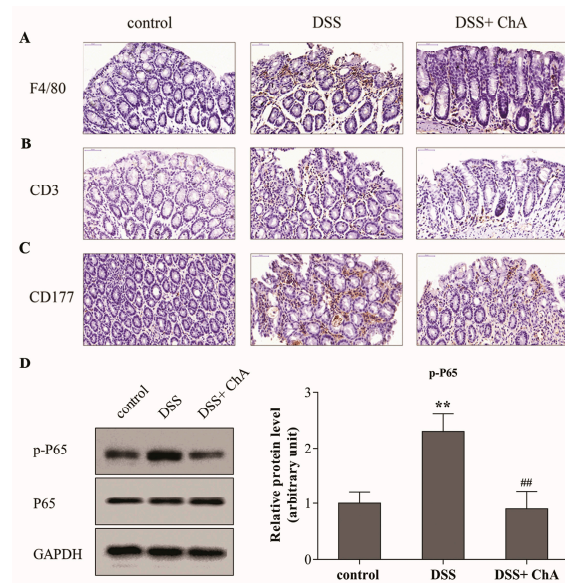 control DSS DSS+ ChA
A
F4/80
B
CD3
C
CD177
D
control DSS DSS+ ChA
p-P65
P65
GAPDH
p-P65
Relative protein level
(arbitrary unit)
3
2
1
0
**
##
control DSS DSS+ ChA